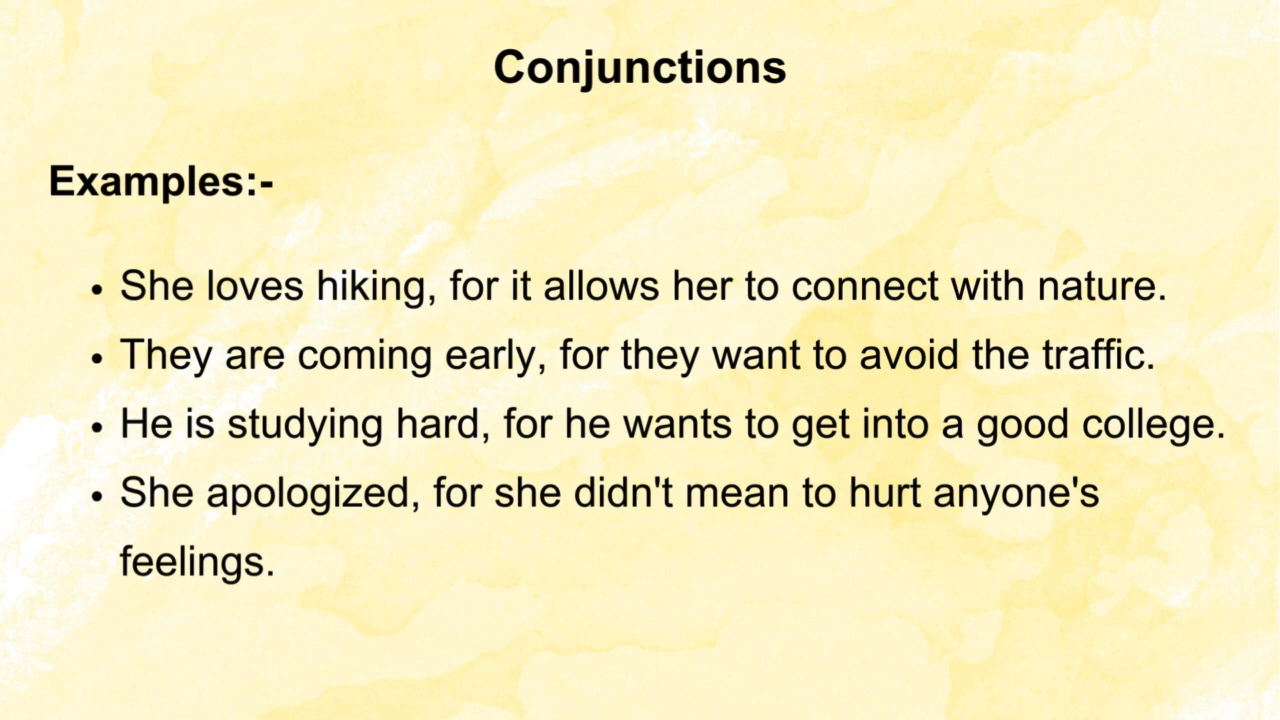 Conjunctions
Examples:-
• She loves hiking, for it allows her to connect with nature.
• They are coming early, for they want to avoid the traffic.
• He is studying hard, for he wants to get into a good college.
• She apologized, for she didn't mean to hurt anyone's
feelings.